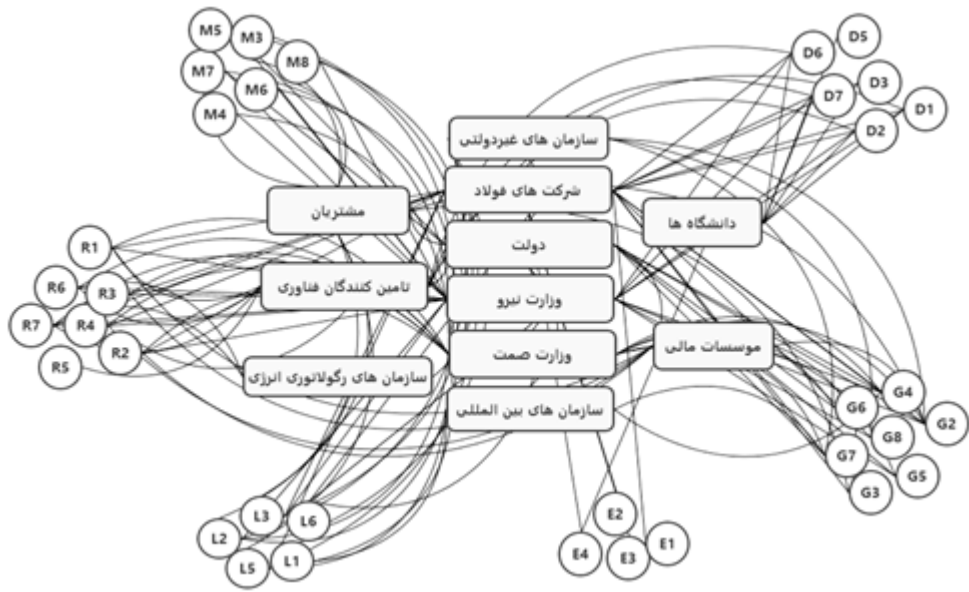 M5
M3
M8
M7
M6
M4
D5
D6
D3
D7
D1
D2
سازمان های غیردولتی
شرکت های فولاد
مشتریان
دانشگاه ها
دولت
R1
R6
R3
تامین کنندگان فناوری
وزارت نیرو
R7
R4
R2
R5
وزارت صمت
موسسات مالی
سازمان های رگولاتوری انرژی
سازمان های بین المللی
G4
G6
G2
G8
G7
G5
G3
L3
L6
L2
L5
L1
E2
E4
E3
E1